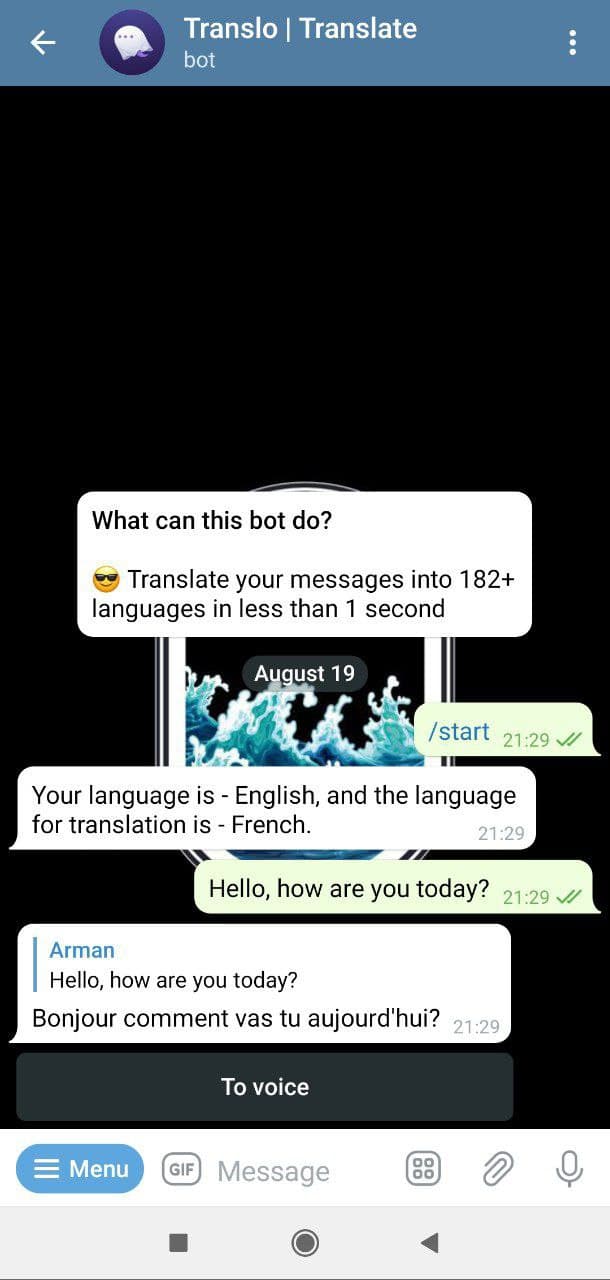 Translo | Translate
bot
What can this bot do?
😎 Translate your messages into 182+
languages in less than 1 second
August 19
/start 21:29
Your language is - English, and the language
for translation is - French. 21:29
Hello, how are you today? 21:29
Arman
Hello, how are you today?
Bonjour comment vas tu aujourd'hui? 21:29
To voice
Menu GIF Message